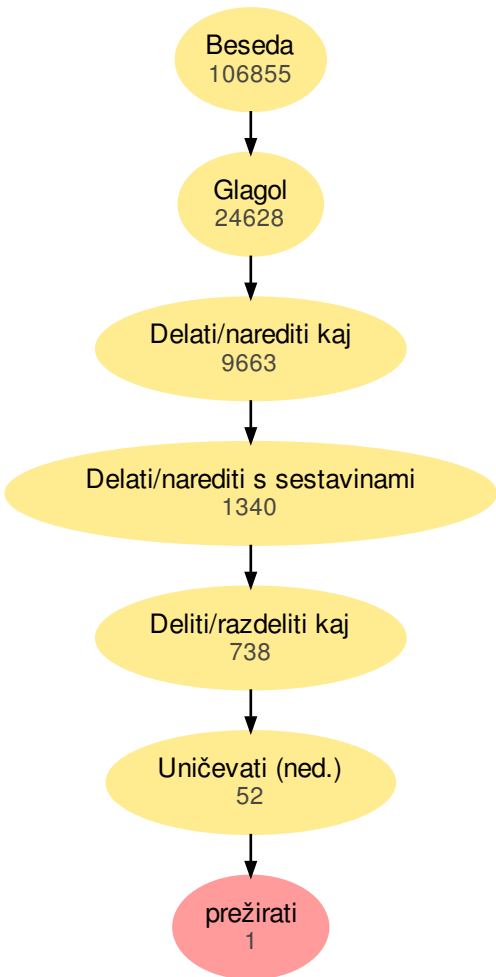 Beseda
106855
Glagol
24628
Delati/narediti kaj
9663
Delati/narediti s sestavinami
1340
Deliti/razdeliti kaj
738
Uničevati (ned.)
52
prežirati
1